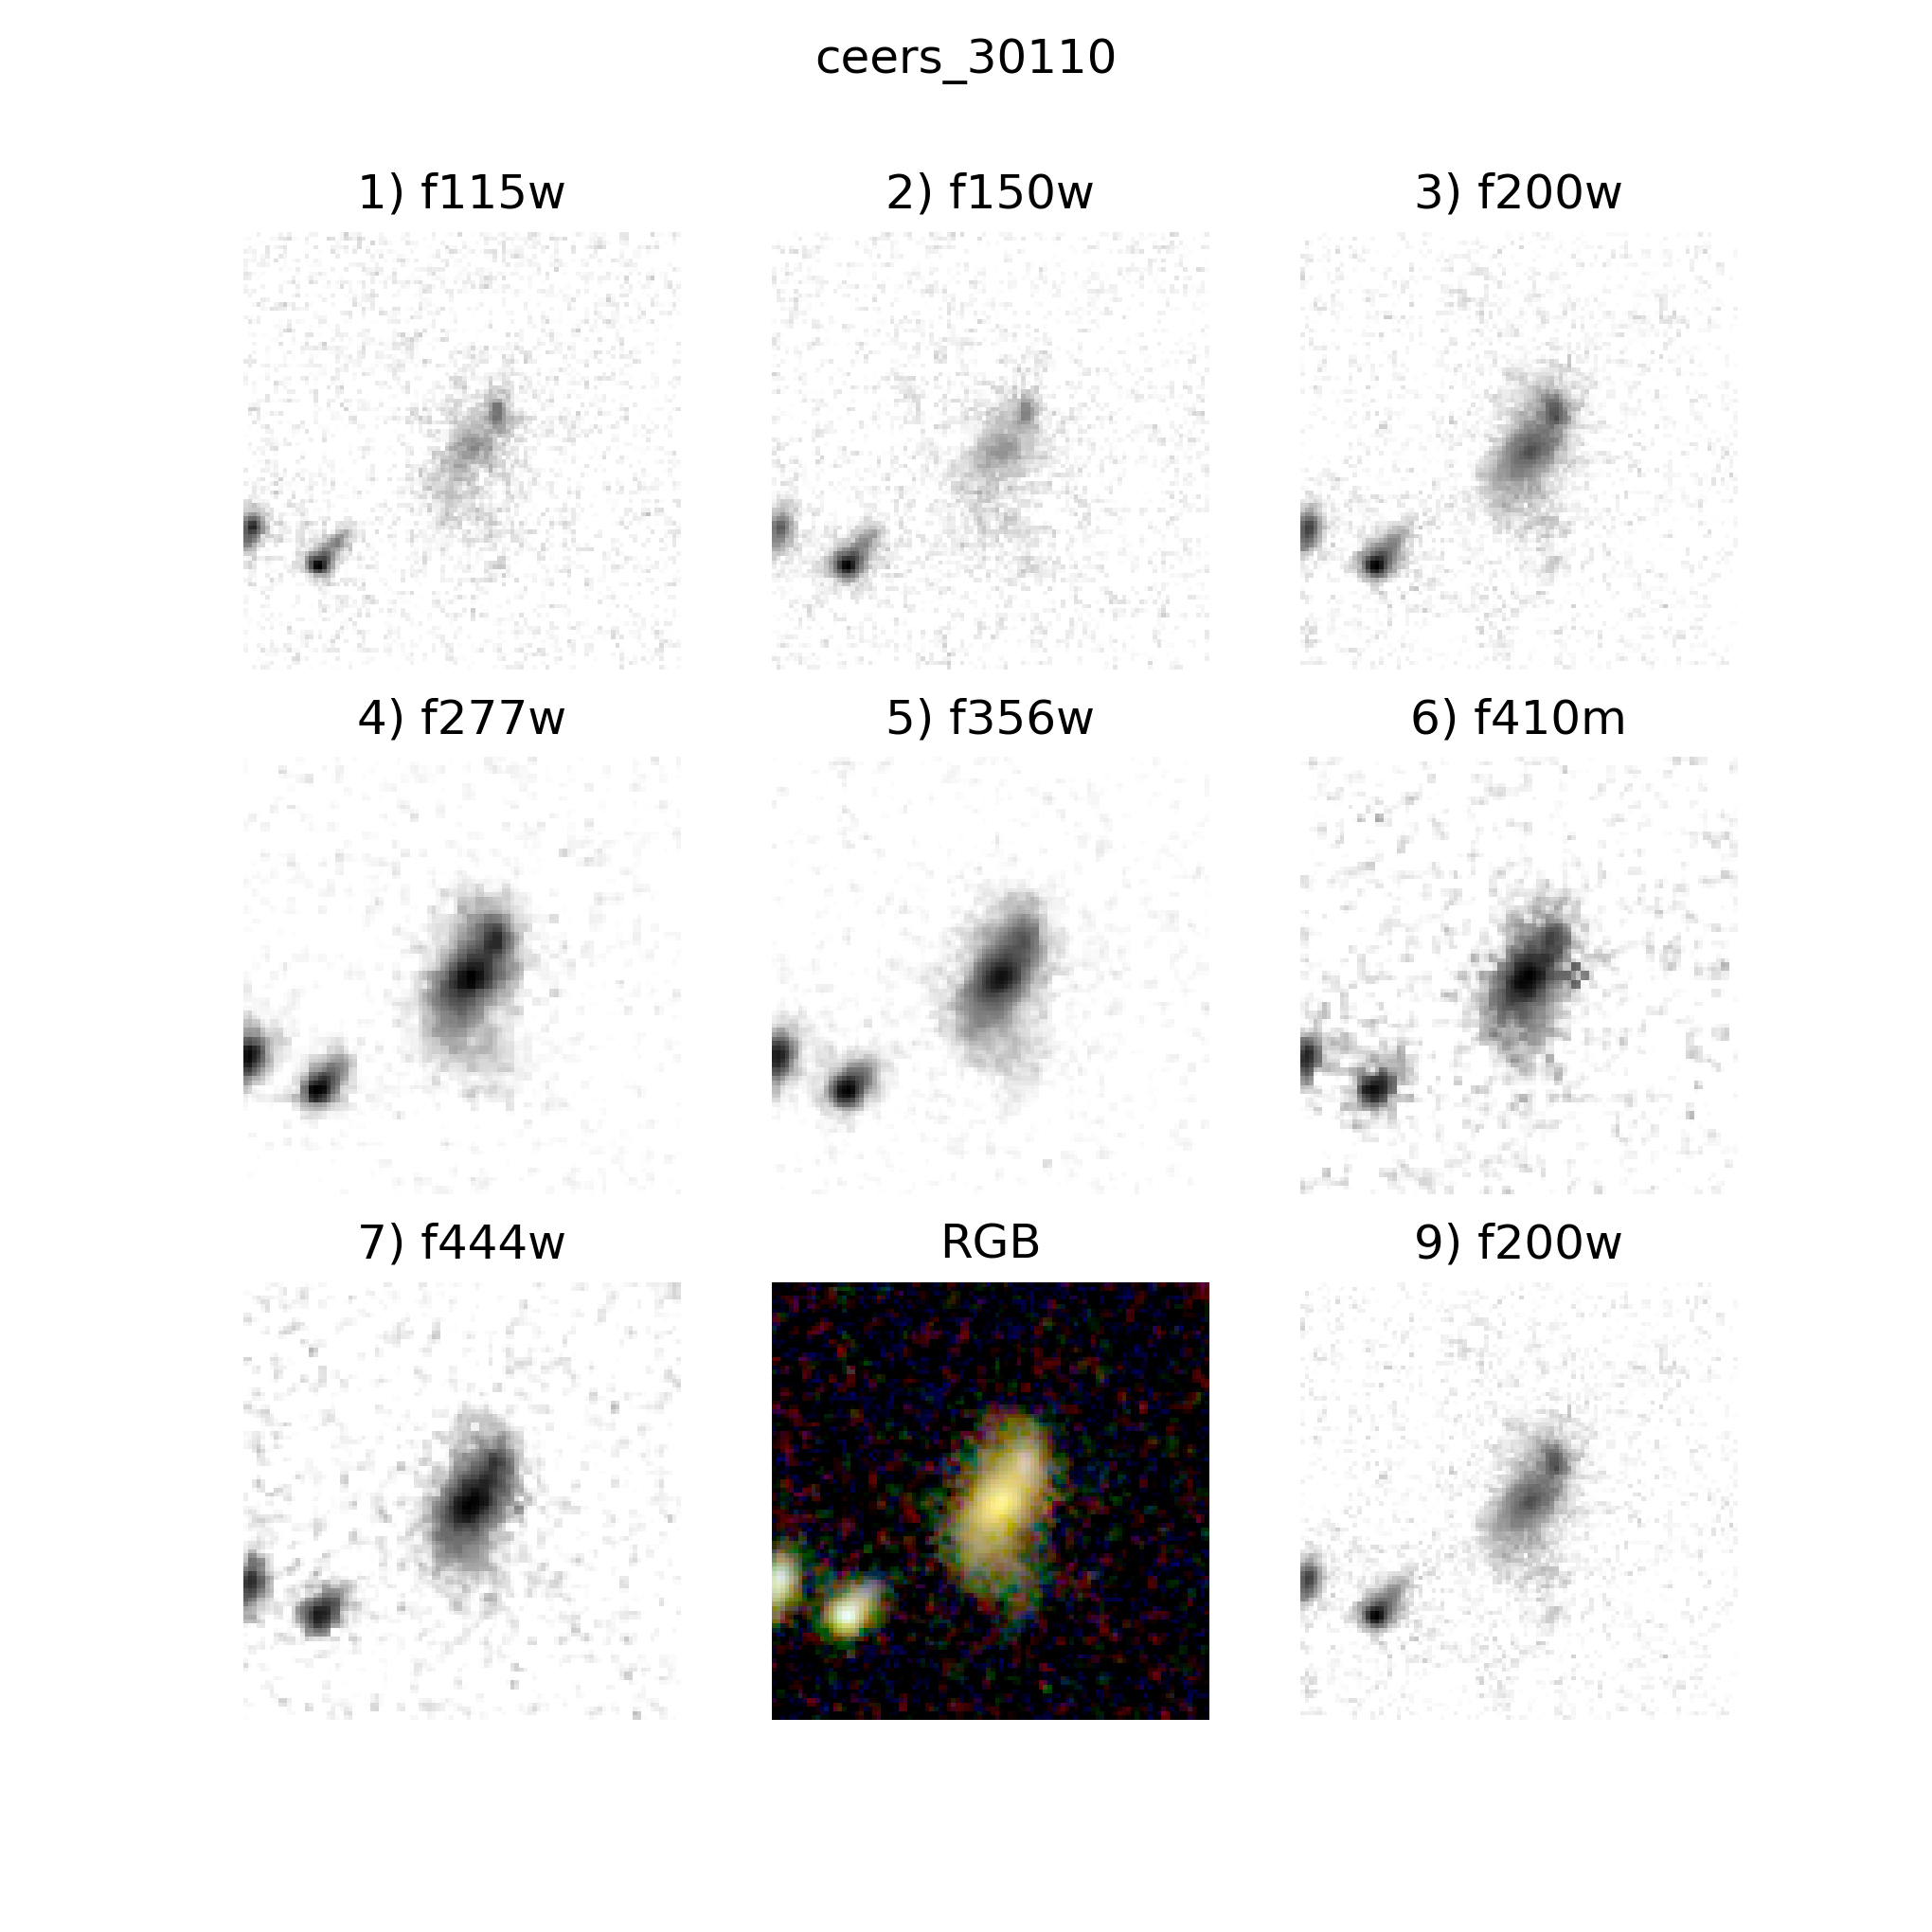 ceers_30110
1) f115w
2) f150w
3) f200w
4) f277w
5) f356w
6) f410m
7) f444w
RGB
9) f200w